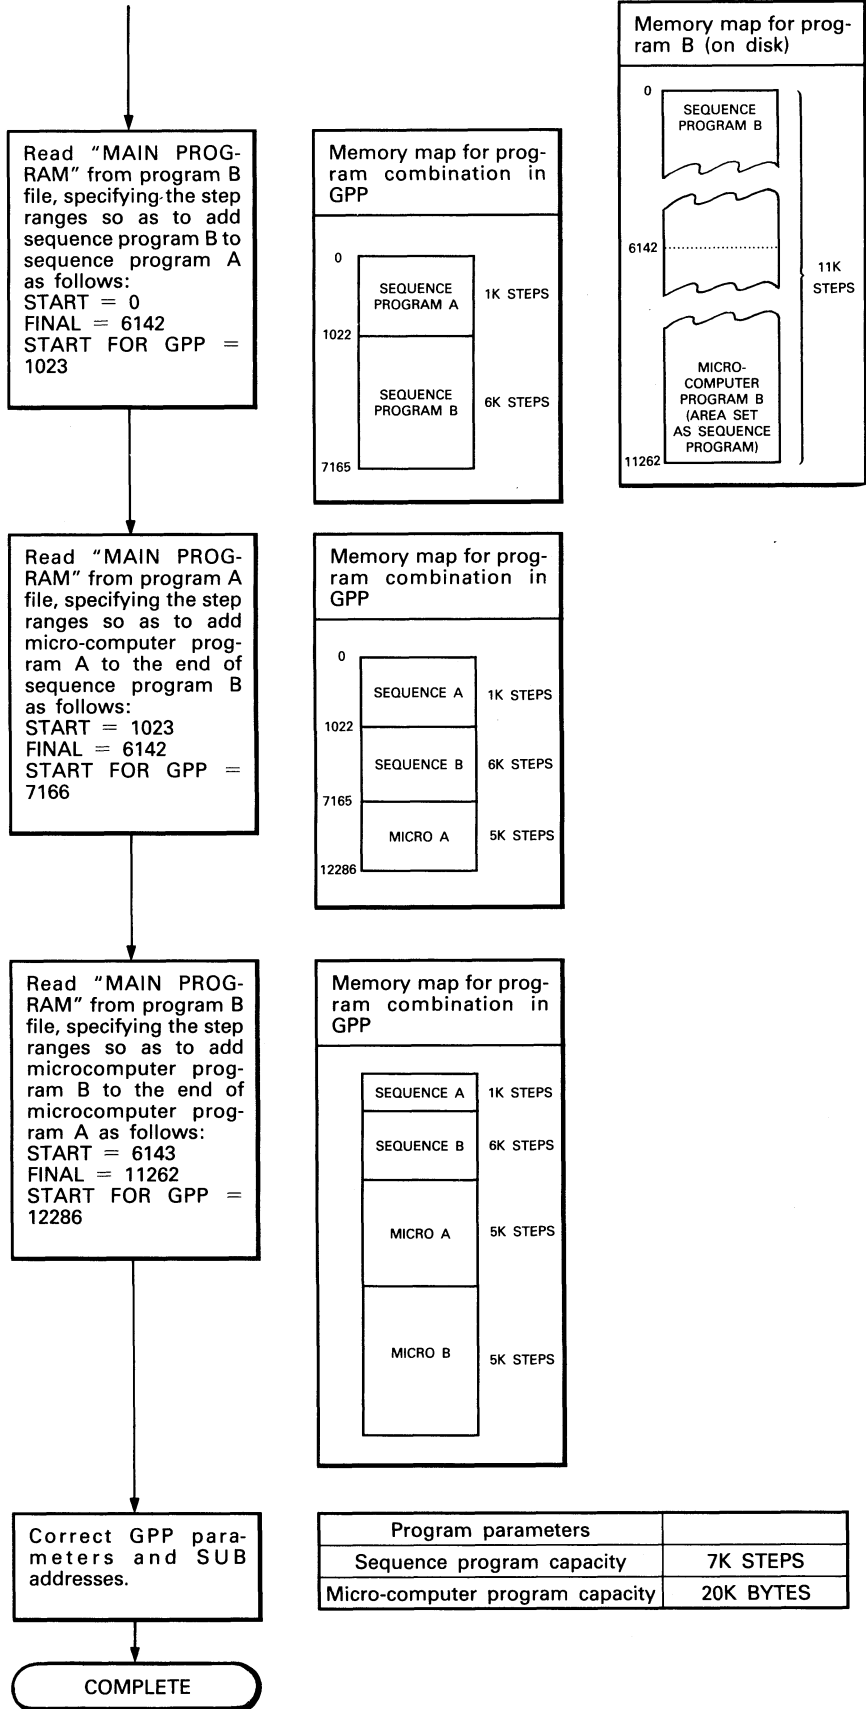 Memory map for prog-
ram B (on disk)
0
SEQUENCE
PROGRAM B
6142
11K
STEPS
MICRO-
COMPUTER
PROGRAM B
(AREA SET
AS SEQUENCE
PROGRAM)
11262
Read "MAIN PROG-
RAM" from program B
file, specifying the step
ranges so as to add
sequence program B to
sequence program A
as follows:
START = 0
FINAL = 6142
START FOR GPP =
1023
Memory map for prog-
ram combination in
GPP
0
SEQUENCE
PROGRAM A
1K STEPS
1022
SEQUENCE
PROGRAM B
6K STEPS
7165
Read "MAIN PROG-
RAM" from program A
file, specifying the step
ranges so as to add
micro-computer prog-
ram A to the end of
sequence program B
as follows:
START = 1023
FINAL = 6142
START FOR GPP =
7166
Memory map for prog-
ram combination in
GPP
0
SEQUENCE A 1K STEPS
1022
SEQUENCE B 6K STEPS
7165
MICRO A 5K STEPS
12286
Read "MAIN PROG-
RAM" from program B
file, specifying the step
ranges so as to add
microcomputer prog-
ram B to the end of
microcomputer prog-
ram A as follows:
START = 6143
FINAL = 11262
START FOR GPP =
12286
Memory map for prog-
ram combination in
GPP
SEQUENCE A 1K STEPS
SEQUENCE B 6K STEPS
MICRO A 5K STEPS
MICRO B 5K STEPS
Correct GPP para-
meters and SUB
addresses.
Program parameters
Sequence program capacity 7K STEPS
Micro-computer program capacity 20K BYTES
COMPLETE